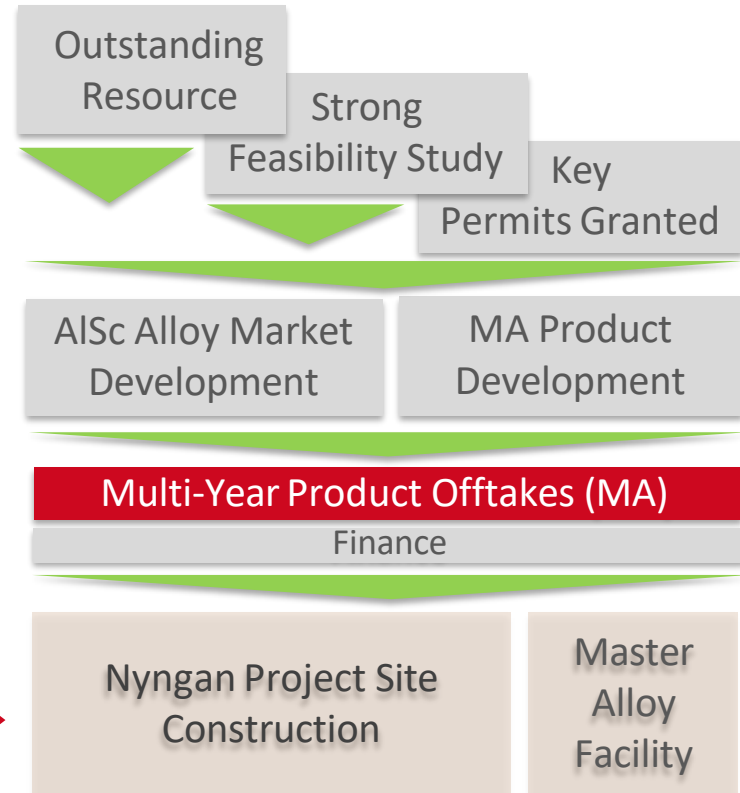 Outstanding
Resource
Strong
Feasibility Study
Key
Permits Granted
AlSc Alloy Market
Development
MA Product
Development
Multi-Year Product Offtakes (MA)
Finance
Nyngan Project Site
Construction
Master
Alloy
Facility